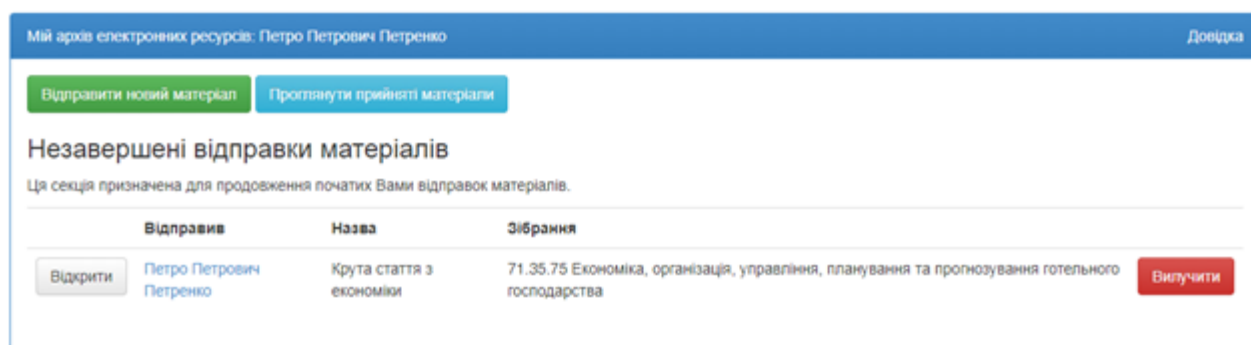 Мій архів електронних ресурсів: Петро Петрович Петренко Довідка
Відправити новий матеріал Проглянути прийняті матеріали
Незавершені відправки матеріалів
Ця секція призначена для продовження початих Вами відправок матеріалів.
Відправив Назва Зібрання
Відкрити Петро Петрович Петренко Крута стаття з економіки 71.35.75 Економіка, організація, управління, планування та прогнозування готельного господарства Вилучити